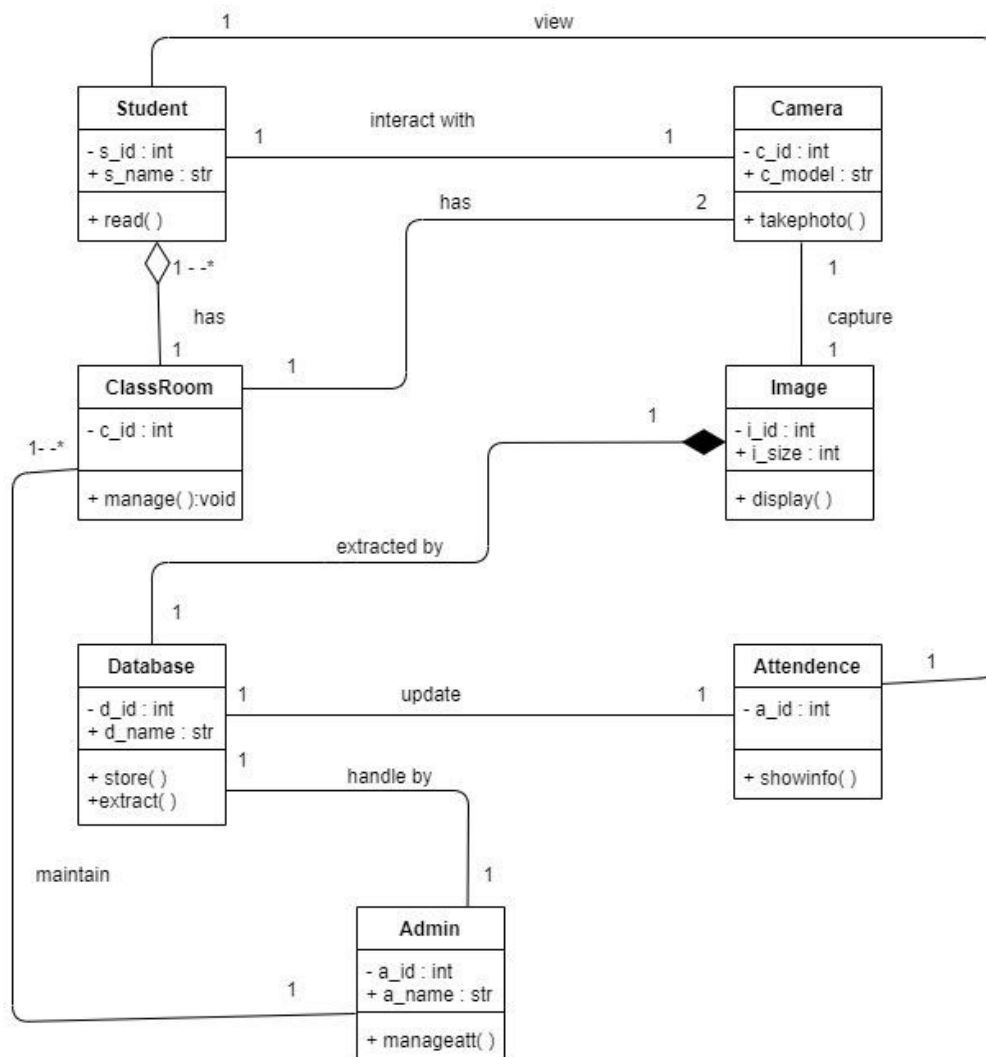 1
view
Student
- s_id : int
+ s_name : str
+ read( )
1
interact with
1
Camera
- c_id : int
+ c_model : str
+ takephoto( )
has
2
1 - -*
has
1
1
capture
1
ClassRoom
- c_id : int
+ manage( ):void
1
1- -*
Image
- i_id : int
+ i_size : int
+ display( )
1
extracted by
1
Database
- d_id : int
+ d_name : str
+ store( )
+extract( )
1
update
1
Attendence
- a_id : int
+ showinfo( )
1
1
handle by
1
maintain
1
Admin
- a_id : int
+ a_name : str
+ manageatt( )